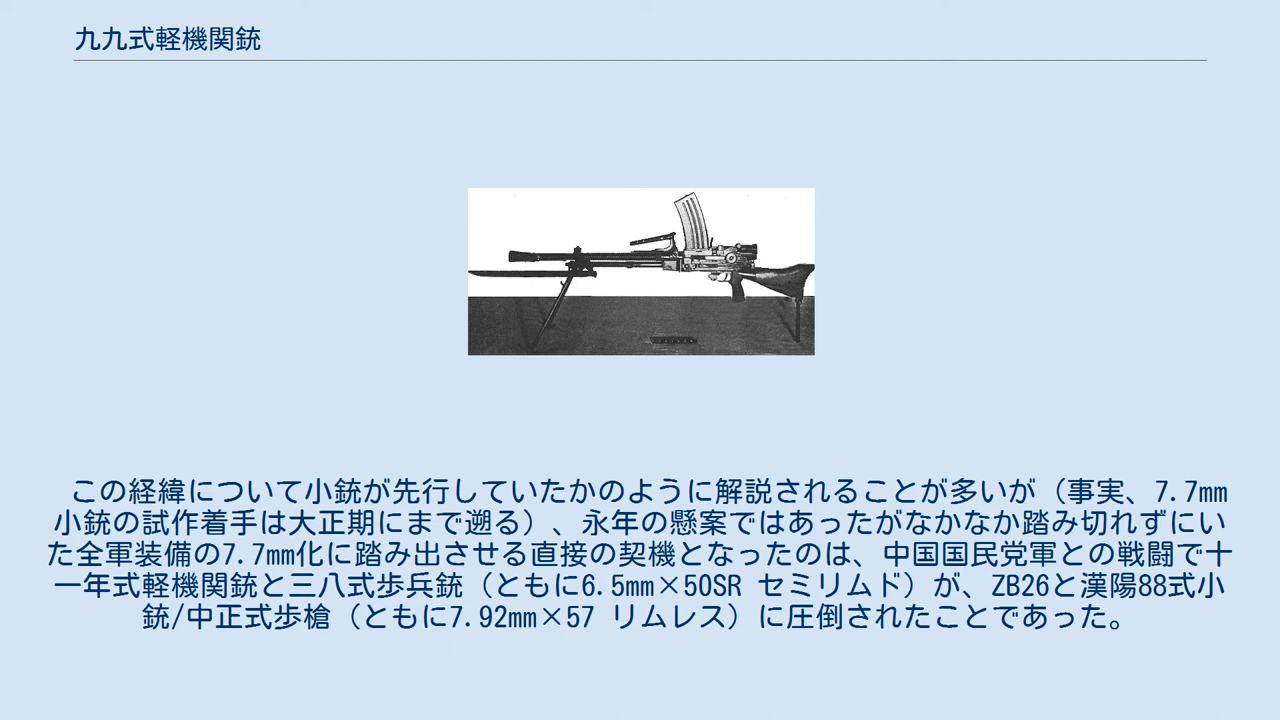 九九式軽機関銃
この経緯について小銃が先行していたかのように解説されることが多いが（事実、7.7mm
小銃の試作着手は大正期にまで遡る）、永年の懸案ではあったがなかなか踏み切れずにい
た全軍装備の7.7mm化に踏み出させる直接の契機となったのは、中国国民党軍との戦闘で十
一年式軽機関銃と三八式歩兵銃（ともに6.5mm×50SR セミリムド）が、ZB26と漢陽88式小
銃/中正式歩槍（ともに7.92mm×57 リムレス）に圧倒されたことであった。